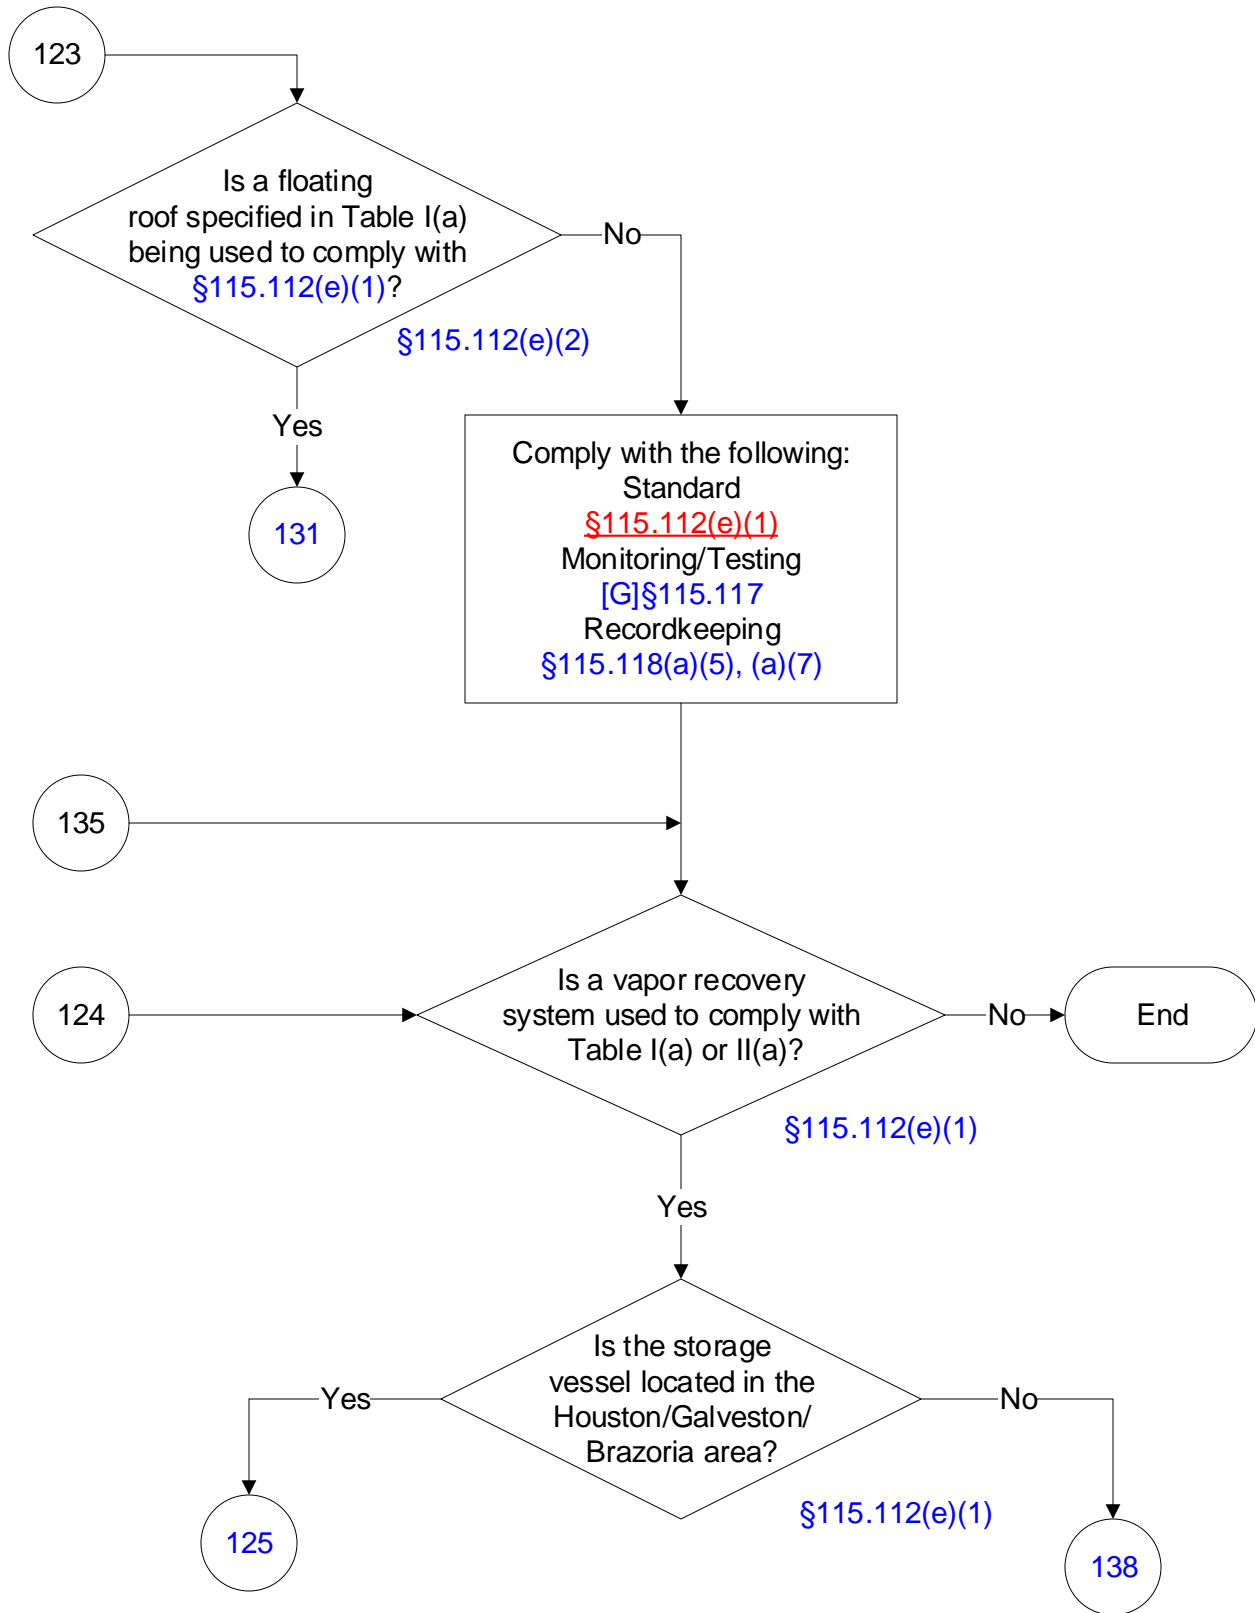 123
Is a floating
roof specified in Table I(a)
being used to comply with
§115.112(e)(1)?
No
§115.112(e)(2)
Yes
131
Comply with the following:
Standard
§115.112(e)(1)
Monitoring/Testing
[G]§115.117
Recordkeeping
§115.118(a)(5), (a)(7)
135
124
Is a vapor recovery
system used to comply with
Table I(a) or II(a)?
No
End
§115.112(e)(1)
Yes
Is the storage
vessel located in the
Houston/Galveston/
Brazoria area?
Yes
No
§115.112(e)(1)
125
138